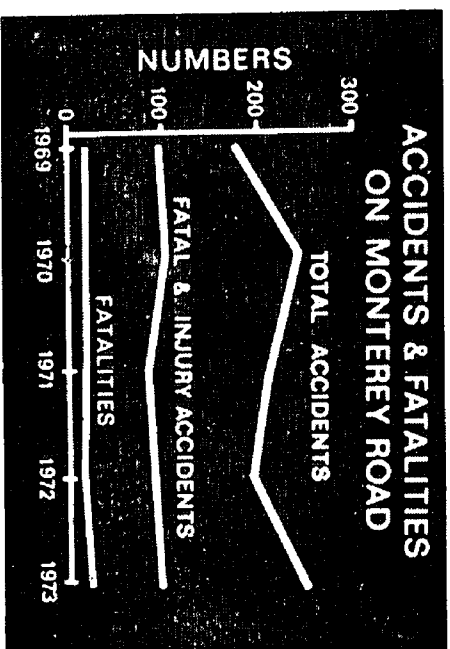 ACCIDENTS & FATALITIES
ON MONTEREY ROAD
NUMBERS
300
200
100
0
TOTAL ACCIDENTS
FATAL & INJURY ACCIDENTS
FATALITIES
1969
1970
1971
1972
1973